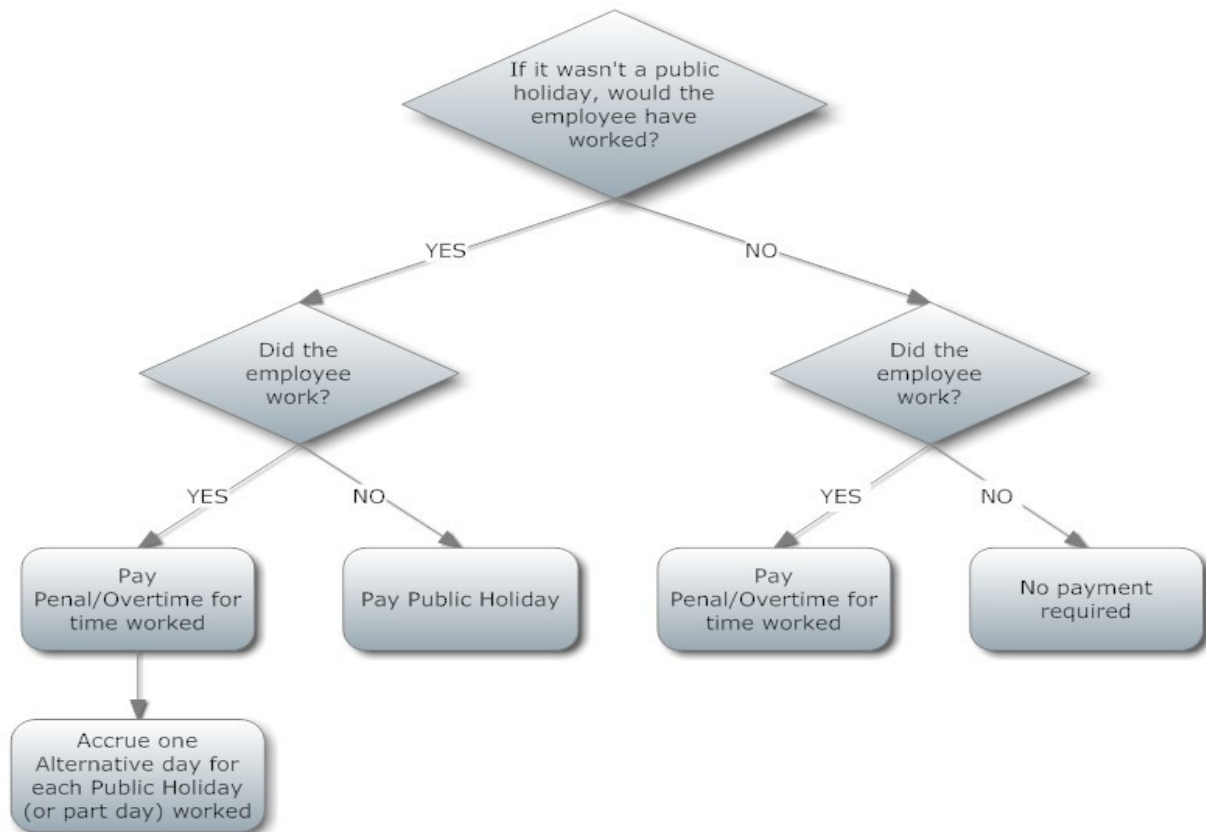 If it wasn't a public
holiday, would the
employee have
worked?
YES
NO
Did the
employee
work?
Did the
employee
work?
YES
NO
YES
NO
Pay
Penal/Overtime for
time worked
Pay Public Holiday
Pay
Penal/Overtime for
time worked
No payment
required
Accrue one
Alternative day for
each Public Holiday
(or part day) worked